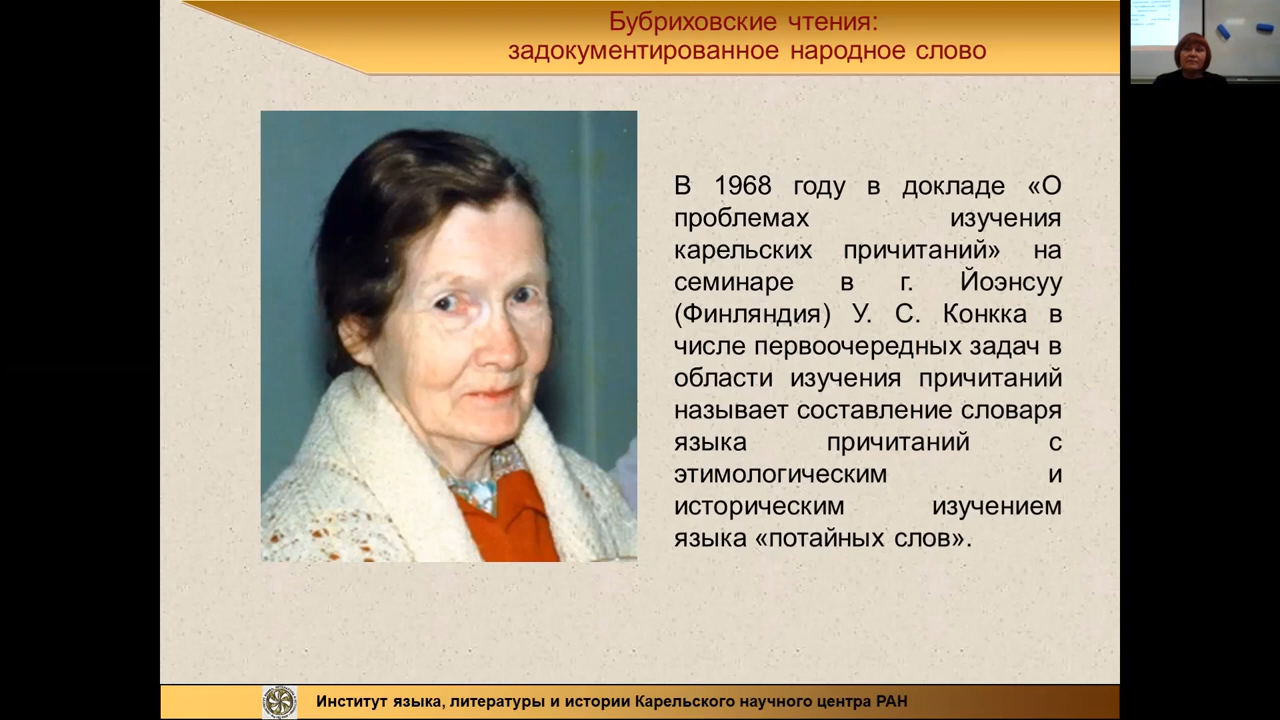 Бубриховские чтения:
задокументированное народное слово
В 1968 году в докладе «О
проблемах изучения
карельских причитаний» на
семинаре в г. Йоэнсуу
(Финляндия) У. С. Конкка в
числе первоочередных задач в
области изучения причитаний
называет составление словаря
языка причитаний с
этимологическим и
историческим изучением
языка «потайных слов».
Институт языка, литературы и истории Карельского научного центра РАН